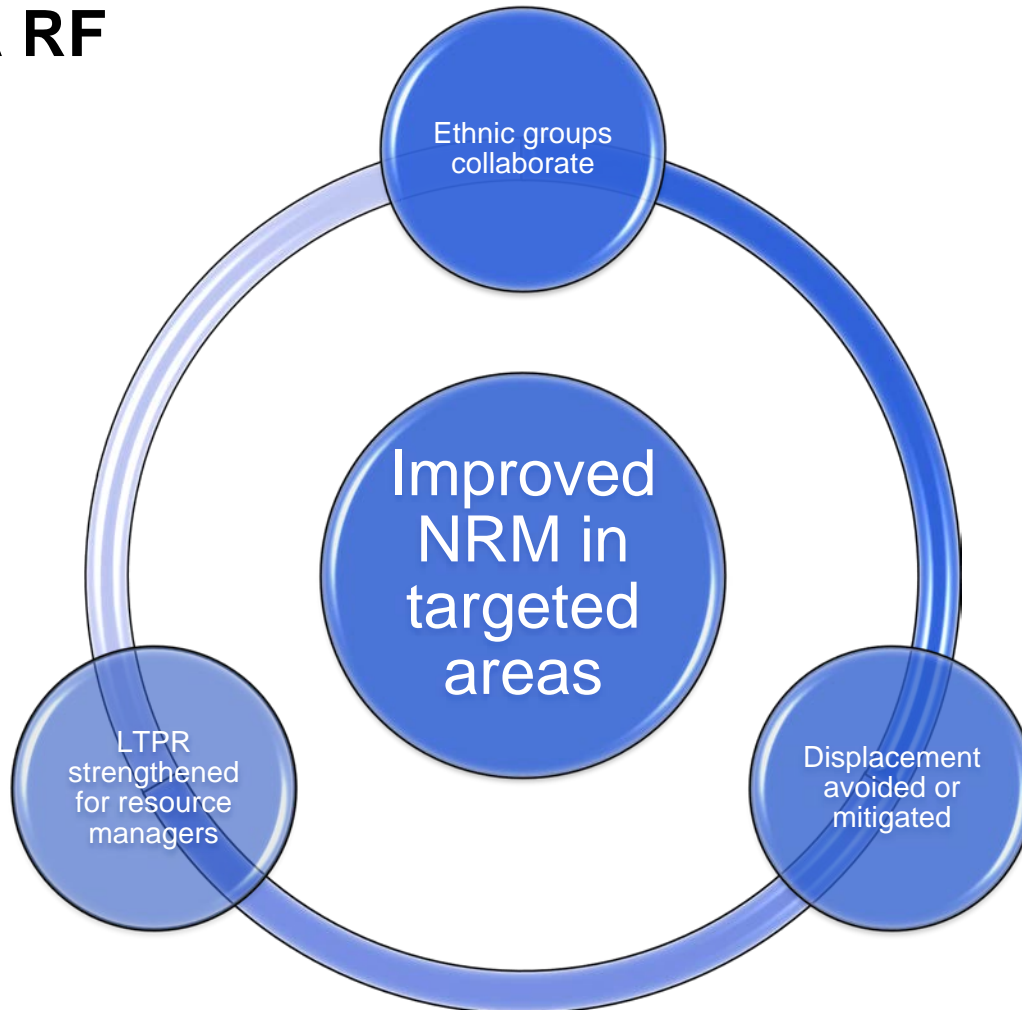 RF
Ethnic groups
collaborate
Improved
NRM in
targeted
areas
LTPR
strengthened
for resource
managers
Displacement
avoided or
mitigated